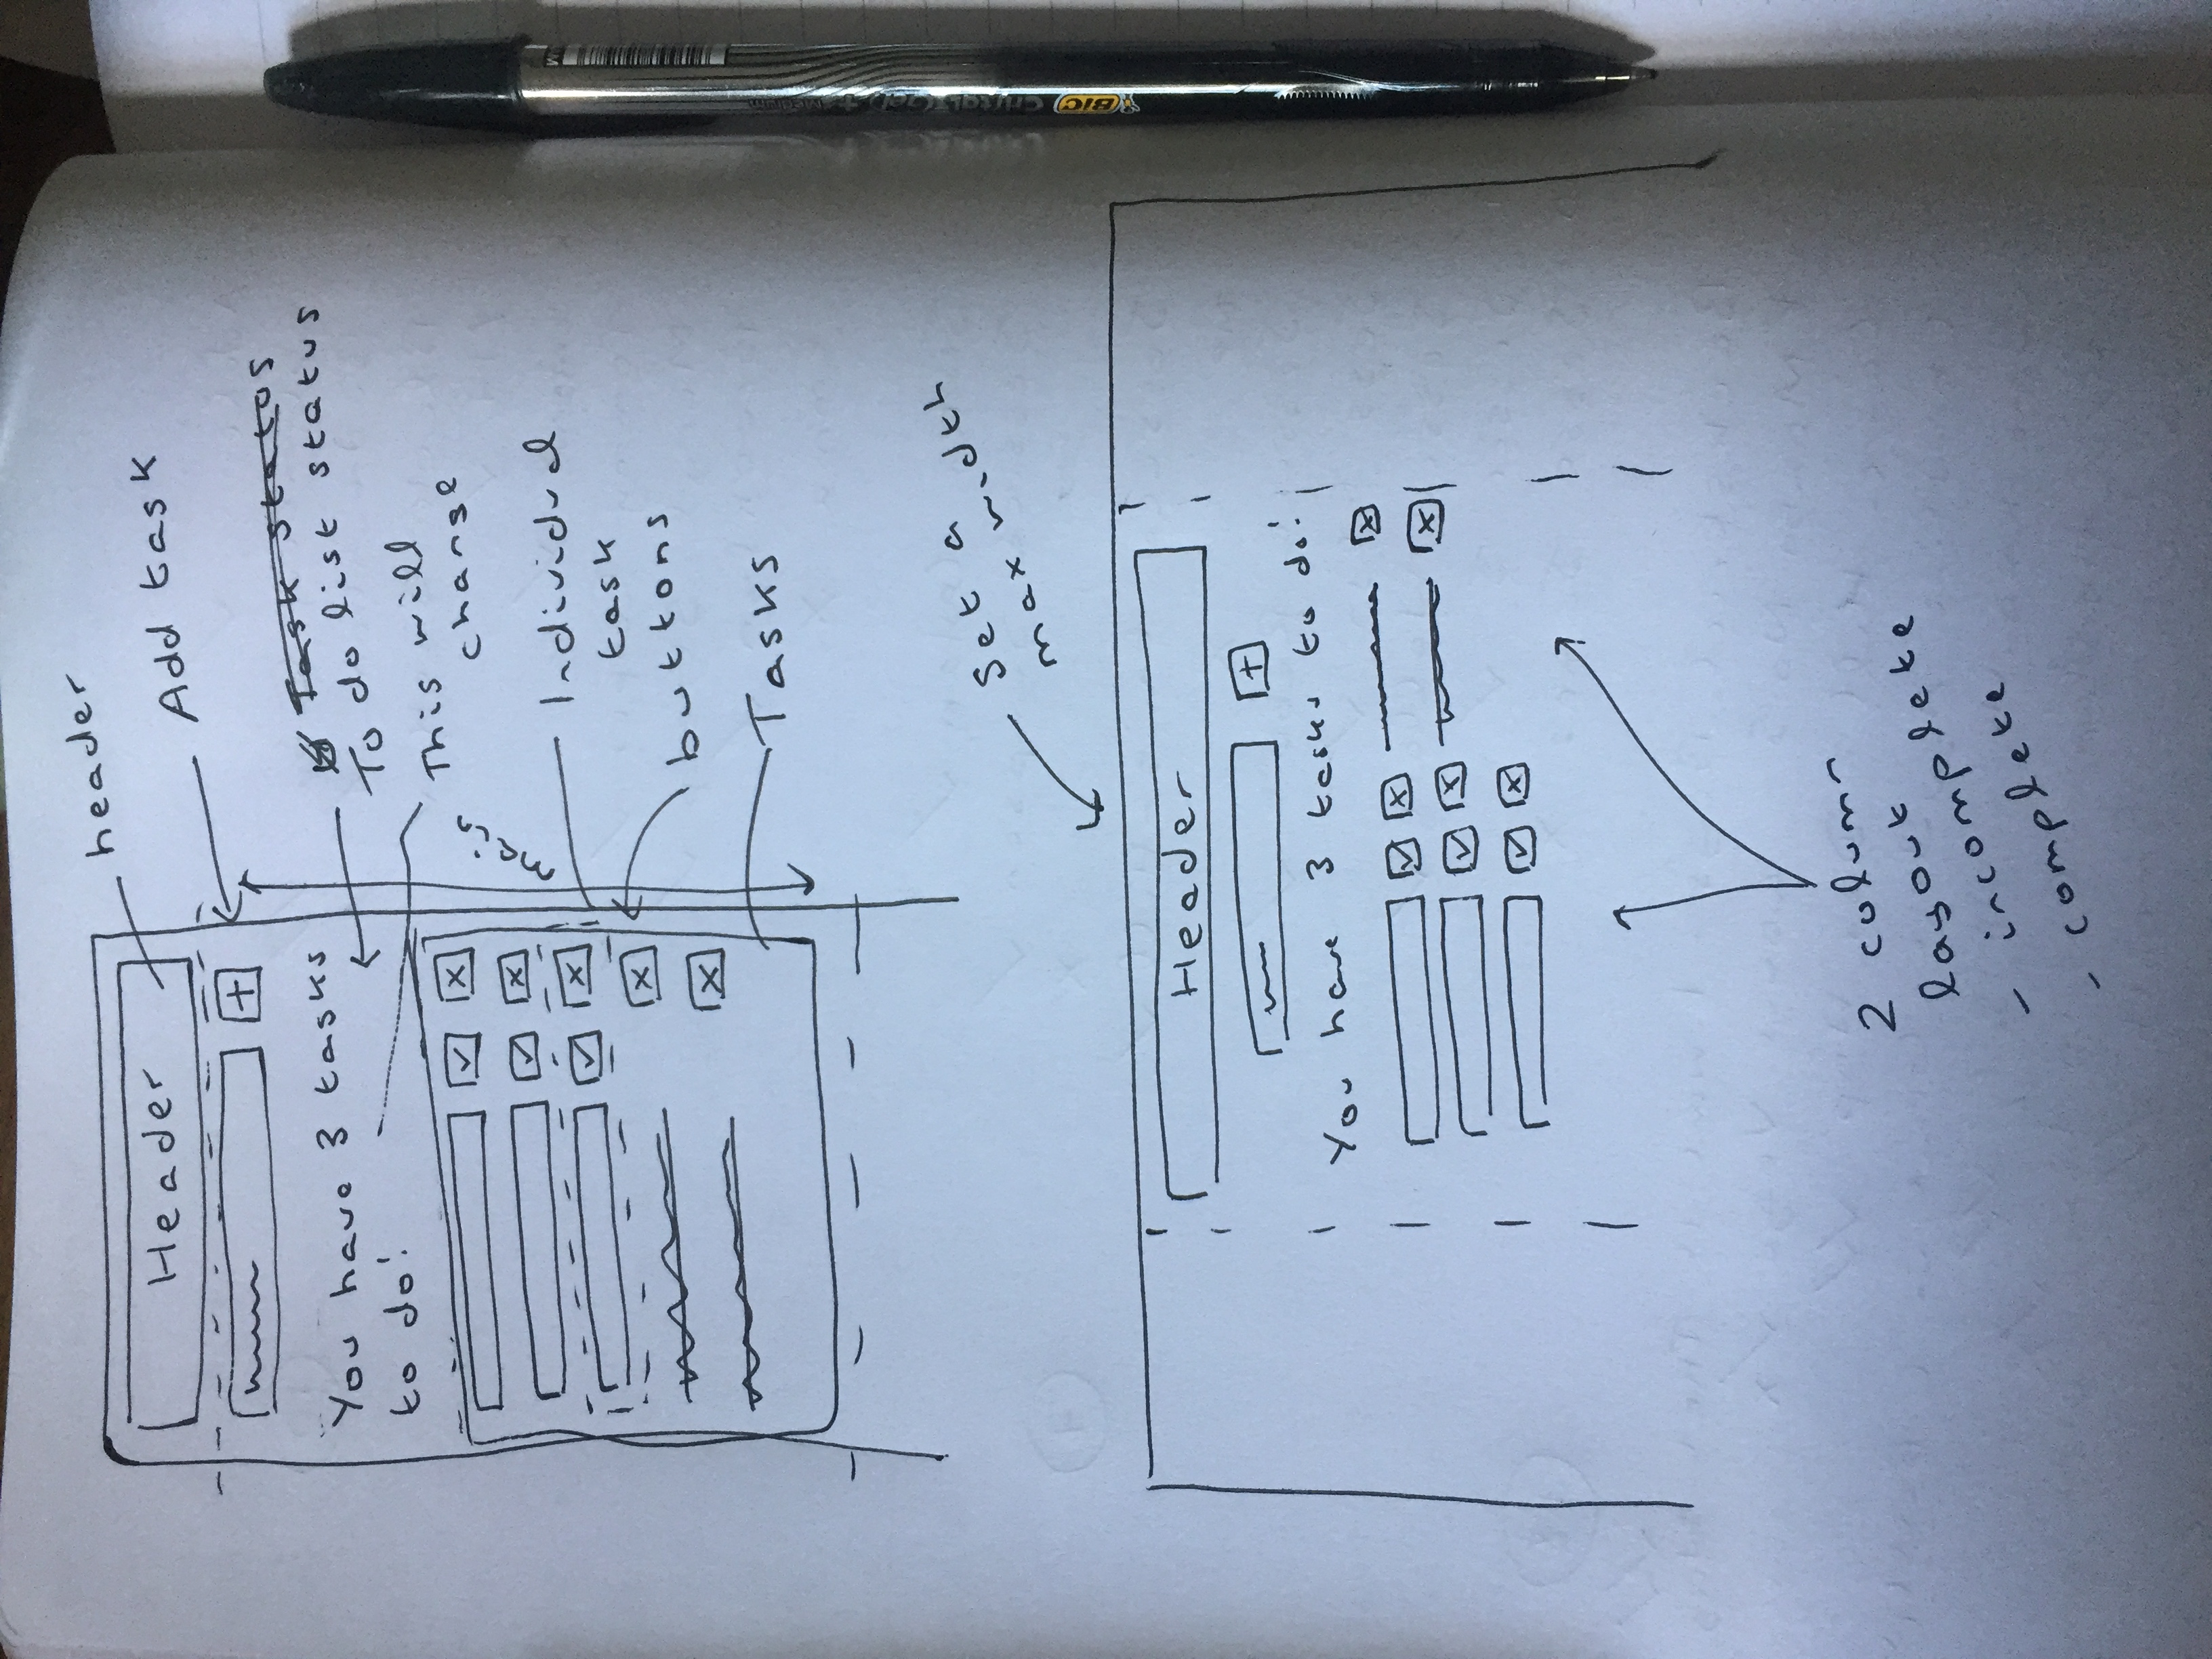 Header
header
Add task
+
Task status
To do list status
You have 3 tasks
to do!
This will
change
main
Individual
task
buttons
Tasks
Set a
max width
Header
+
You have 3 tasks to do!
2 column
layout
- incomplete
- complete
BIC Cristal